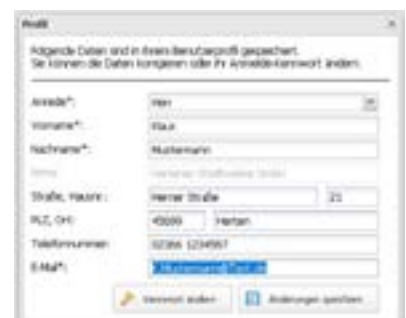 Profil
Folgende Daten sind in Ihrem Benutzerprofil gespeichert.
Sie können die Daten korrigieren oder Ihr Anmelde-Kennwort ändern.
Anrede*: Herr
Vorname*: Klaus
Nachname*: Mustermann
Firma
Straße, Hausnr.: Herner Straße 21
PLZ, Ort: Herten
Telefonnummer: 02366 1234567
E-Mail*:
Kennwort ändern Änderungen speichern